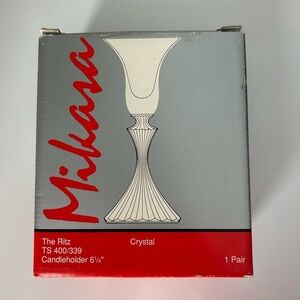 Mikasa
The Ritz
Crystal
TS 400/339
Candleholder 6¼"
1 Pair